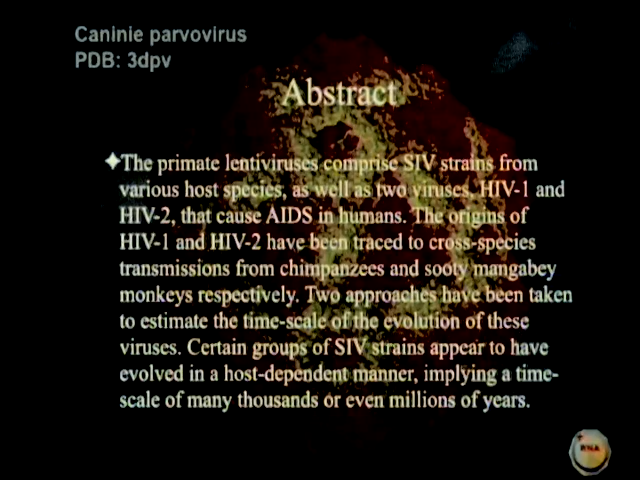 Caninie parvovirus
PDB: 3dpv
Abstract
✦The primate lentiviruses comprise SIV strains from
various host species, as well as two viruses, HIV-1 and
HIV-2, that cause AIDS in humans. The origins of
HIV-1 and HIV-2 have been traced to cross-species
transmissions from chimpanzees and sooty mangabey
monkeys respectively. Two approaches have been taken
to estimate the time-scale of the evolution of these
viruses. Certain groups of SIV strains appear to have
evolved in a host-dependent manner, implying a time-
scale of many thousands or even millions of years.
RNA